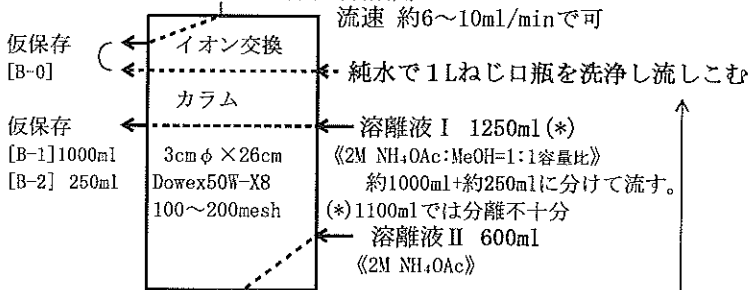 流速 約6～10ml/minで可
仮保存
[B-0]
イオン交換
純水で１Lねじ口瓶を洗浄し流しこむ
カラム
仮保存
[B-1]1000ml
[B-2] 250ml
3cmφ×26cm
Dowex50W-X8
100～200mesh
溶離液Ⅰ 1250ml(*)
《2M NH₄OAc:MeOH=1:1容量比》
約1000ml+約250mlに分けて流す。
(*)1100mlでは分離不十分
溶離液Ⅱ 600ml
《2M NH₄OAc》